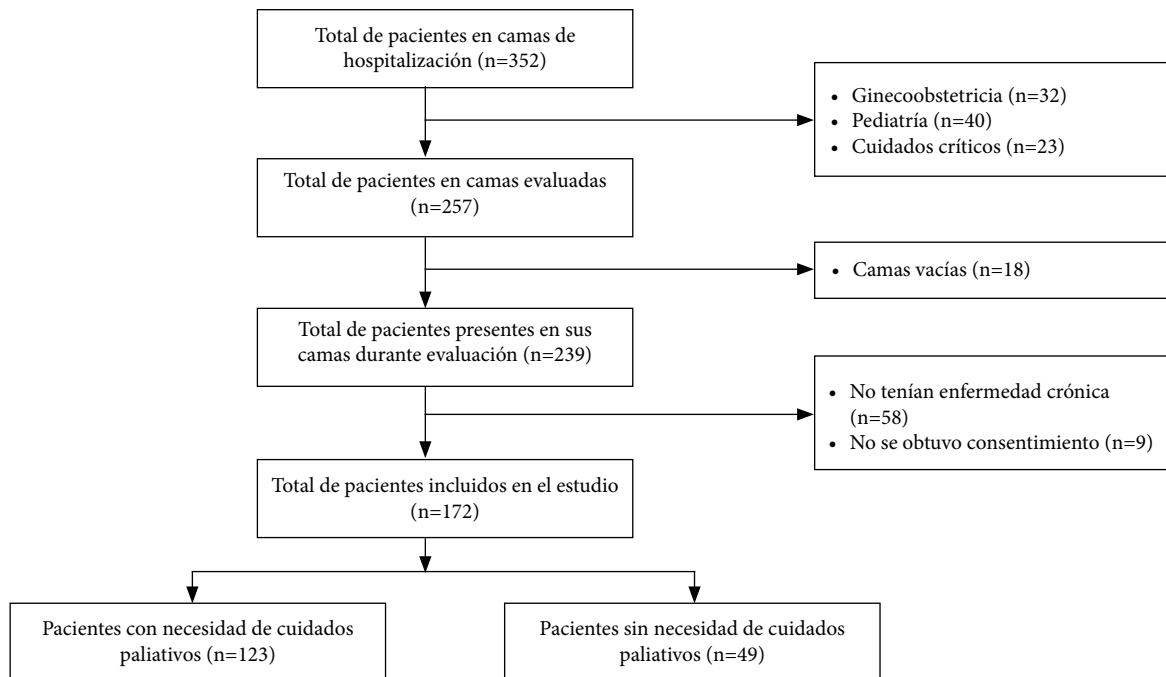 Total de pacientes en camas de
hospitalización (n=352)
• Ginecoobstetricia (n=32)
• Pediatría (n=40)
• Cuidados críticos (n=23)
Total de pacientes en camas evaluadas
(n=257)
• Camas vacías (n=18)
Total de pacientes presentes en sus
camas durante evaluación (n=239)
• No tenían enfermedad crónica
(n=58)
• No se obtuvo consentimiento (n=9)
Total de pacientes incluidos en el estudio
(n=172)
Pacientes con necesidad de cuidados
paliativos (n=123)
Pacientes sin necesidad de cuidados
paliativos (n=49)